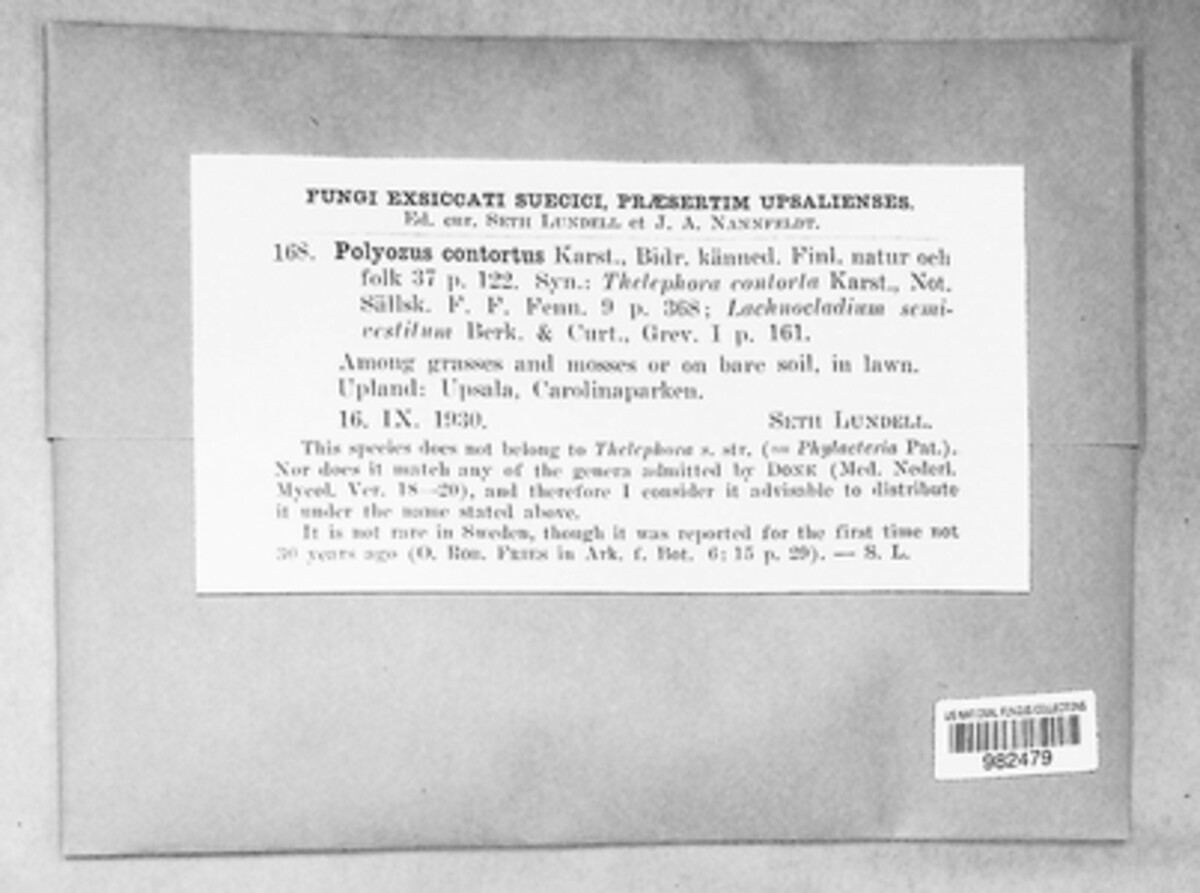 FUNGI EXSICCATI SUECICI, PRÆSERTIM UPSALIENSES.
Ed. cur. SETH LUNDELL et J. A. NANNFELDT.
168. Polyozus contortus Karst., Bidr. känned. Finl. natur och
folk 37 p. 122. Syn.: Thelephora contorta Karst., Not.
Sällsk. F. F. Fenn. 9 p. 368; Lachnocladium semi-
vestitum Berk. & Curt., Grev. I p. 161.
Among grasses and mosses or on bare soil, in lawn.
Upland: Upsala, Carolinaparken.
16. IX. 1930. SETH LUNDELL.
This species does not belong to Thelephora s. str. (= Phylacteria Pat.).
Nor does it match any of the genera admitted by DONK (Med. Nederl.
Mycol. Ver. 18—20), and therefore I consider it advisable to distribute
it under the name stated above.
It is not rare in Sweden, though it was reported for the first time not
30 years ago (O. ROB. FRIES in Ark. f. Bot. 6: 15 p. 29). — S. L.
US NATIONAL FUNGUS COLLECTIONS
982479